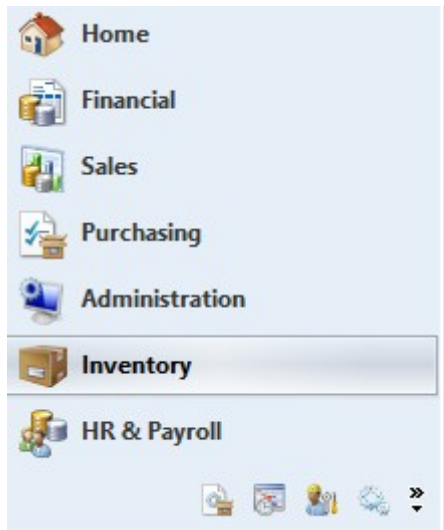 Home
Financial
Sales
Purchasing
Administration
Inventory
HR & Payroll